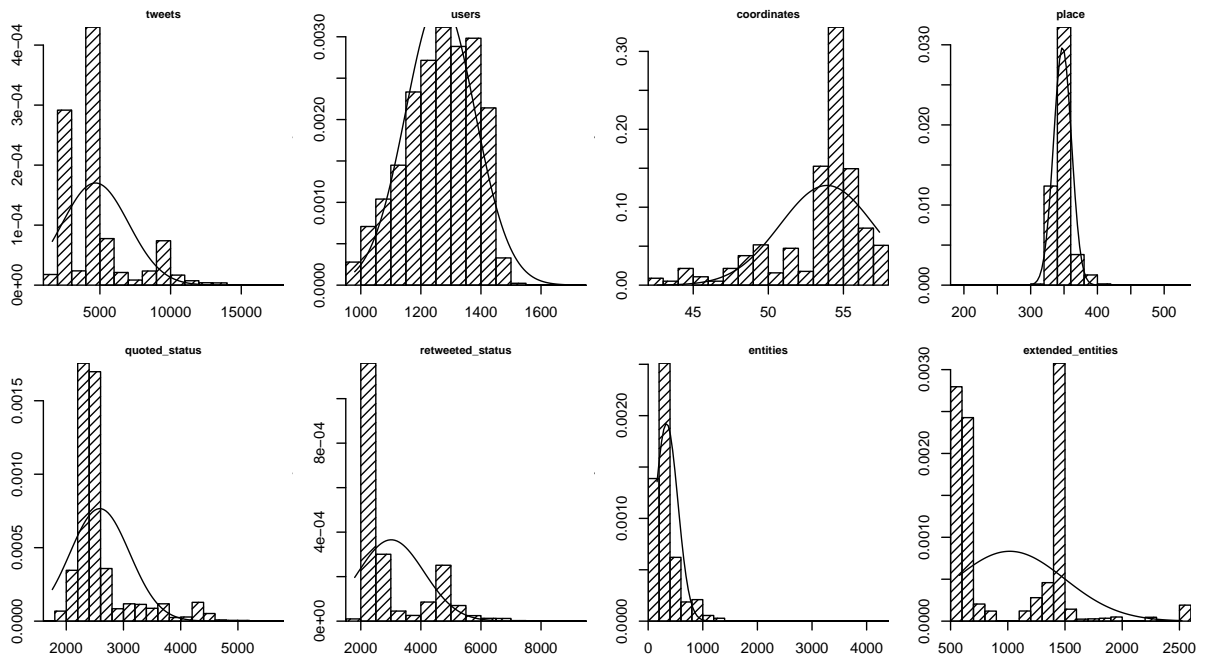 tweets
0e+00 1e−04 2e−04 3e−04 4e−04
5000 10000 15000
users
0.0000 0.0010 0.0020 0.0030
1000 1200 1400 1600
coordinates
0.00 0.10 0.20 0.30
45 50 55
place
0.000 0.010 0.020 0.030
200 300 400 500
quoted_status
0.0000 0.0005 0.0010 0.0015
2000 3000 4000 5000
retweeted_status
0e+00 4e−04 8e−04
2000 4000 6000 8000
entities
0.0000 0.0010 0.0020
0 1000 2000 3000 4000
extended_entities
0.0000 0.0010 0.0020 0.0030
500 1000 1500 2000 2500